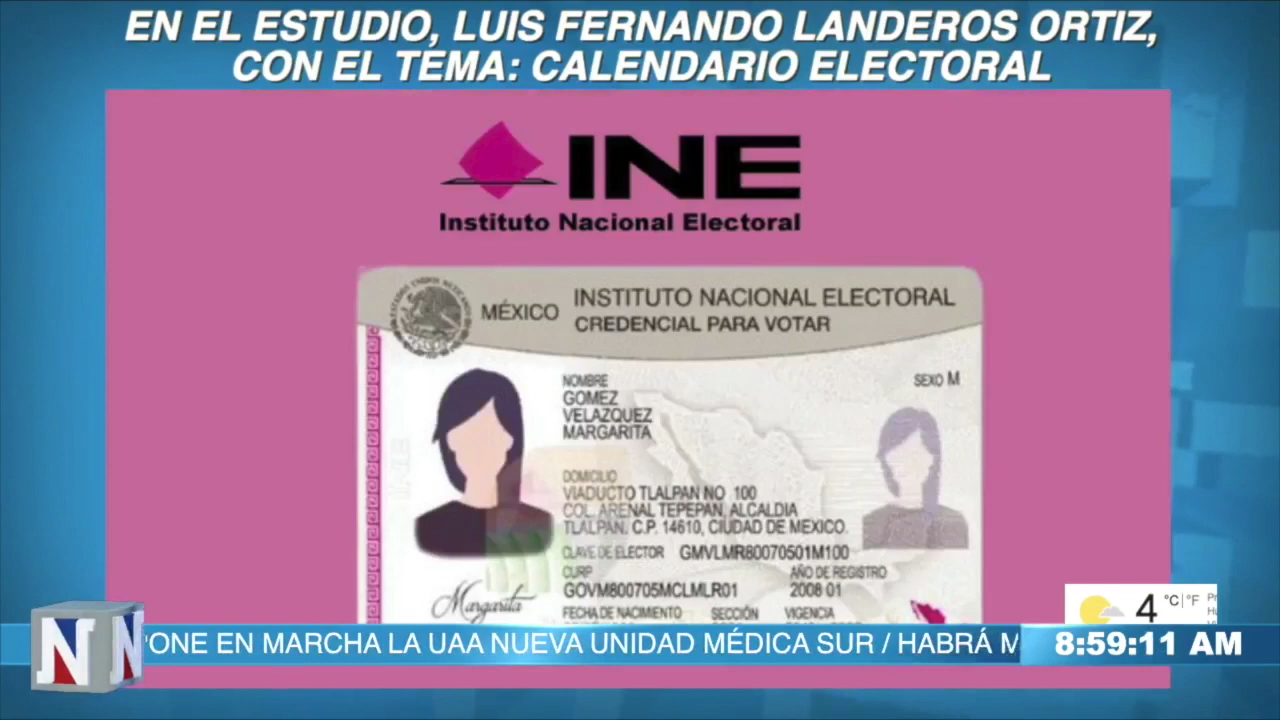 EN EL ESTUDIO, LUIS FERNANDO LANDEROS ORTIZ,
CON EL TEMA: CALENDARIO ELECTORAL
INE
Instituto Nacional Electoral
MÉXICO
INSTITUTO NACIONAL ELECTORAL
CREDENCIAL PARA VOTAR
NOMBRE
SEXO M
GOMEZ
VELAZQUEZ
MARGARITA
DOMICILIO
VIADUCTO TLALPAN NO 100
COL. ARENAL TEPEPAN, ALCALDIA
TLALPAN. C.P. 14610, CIUDAD DE MEXICO.
CLAVE DE ELECTOR GMVLMR80070501M100
CURP AÑO DE REGISTRO
GOVM800705MCLMLR01 2008 01
Margarita
FECHA DE NACIMIENTO SECCIÓN VIGENCIA
4 °C | °F
N N
PONE EN MARCHA LA UAA NUEVA UNIDAD MÉDICA SUR / HABRÁ M
8:59:11 AM